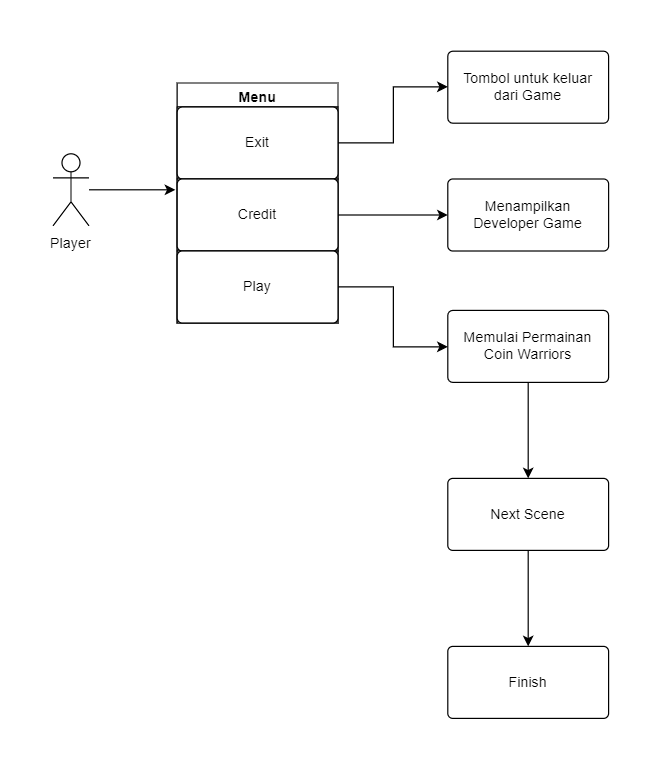 Menu
Exit
Credit
Play
Player
Tombol untuk keluar
dari Game
Menampilkan
Developer Game
Memulai Permainan
Coin Warriors
Next Scene
Finish